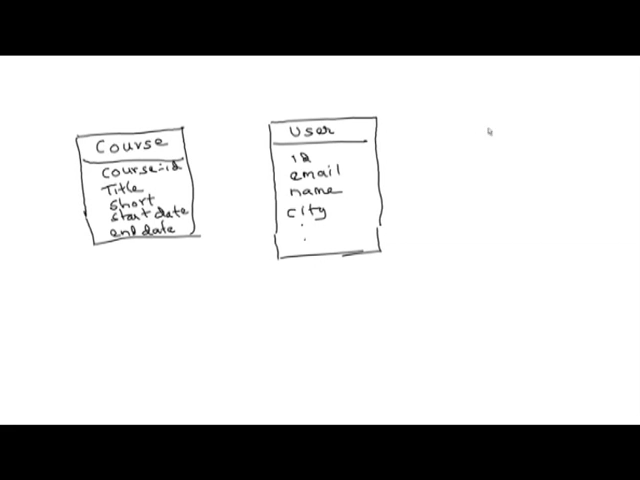 Course
course-id
Title
short
start date
end date
User
id
email
name
city